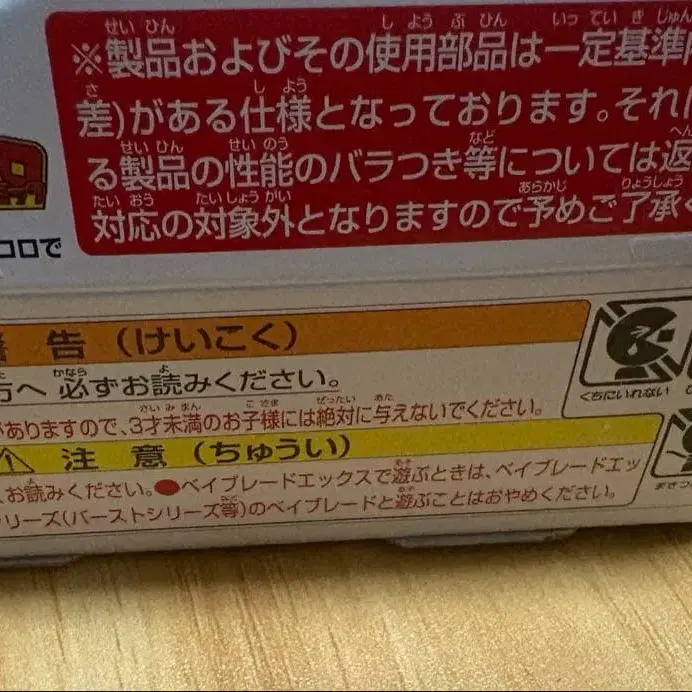 ※製品およびその使用部品は一定基準
差)がある仕様となっております。それ
る製品の性能のバラつき等については返
対応の対象外となりますので予めご了承
コロで
告(けいこく)
方へ必ずお読みください。
がありますので、3才未満のお子様には絶対に与えないでください。
注意(ちゅうい)
お読みください。●ベイブレードエックスで遊ぶときは、ベイブレードエッ
リーズ(バーストシリーズ等)のベイブレードと遊ぶことはおやめください。
くちにいれない